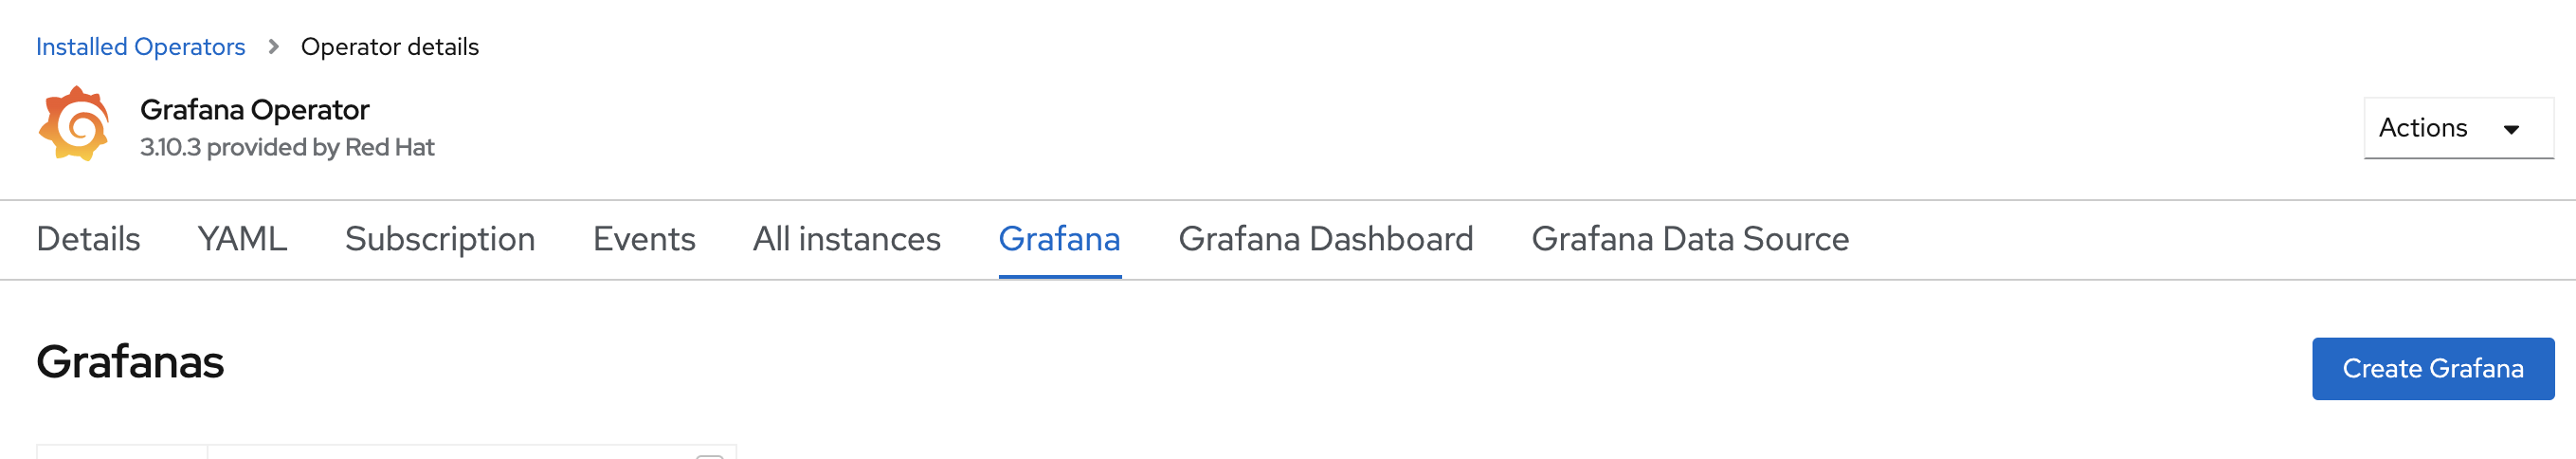 Installed Operators > Operator details
Grafana Operator
3.10.3 provided by Red Hat
Actions
Details YAML Subscription Events All instances Grafana Grafana Dashboard Grafana Data Source
Grafanas
Create Grafana